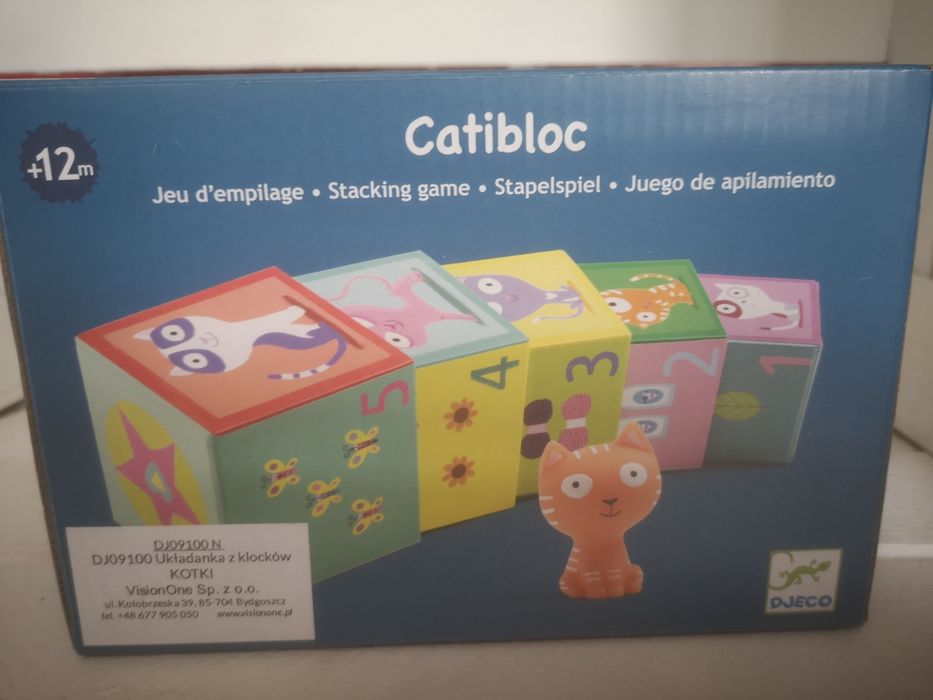 +12m
Catibloc
Jeu d'empilage • Stacking game • Stapelspiel • Juego de apilamiento
5
4
3
2
1
DJ09100 N
DJ09100 Układanka z klocków
KOTKI
VisionOne Sp. z o.o.
ul. Kołobrzeska 39, 85-704 Bydgoszcz
tel. +48 677 905 050 www.visionone.pl
DJECO